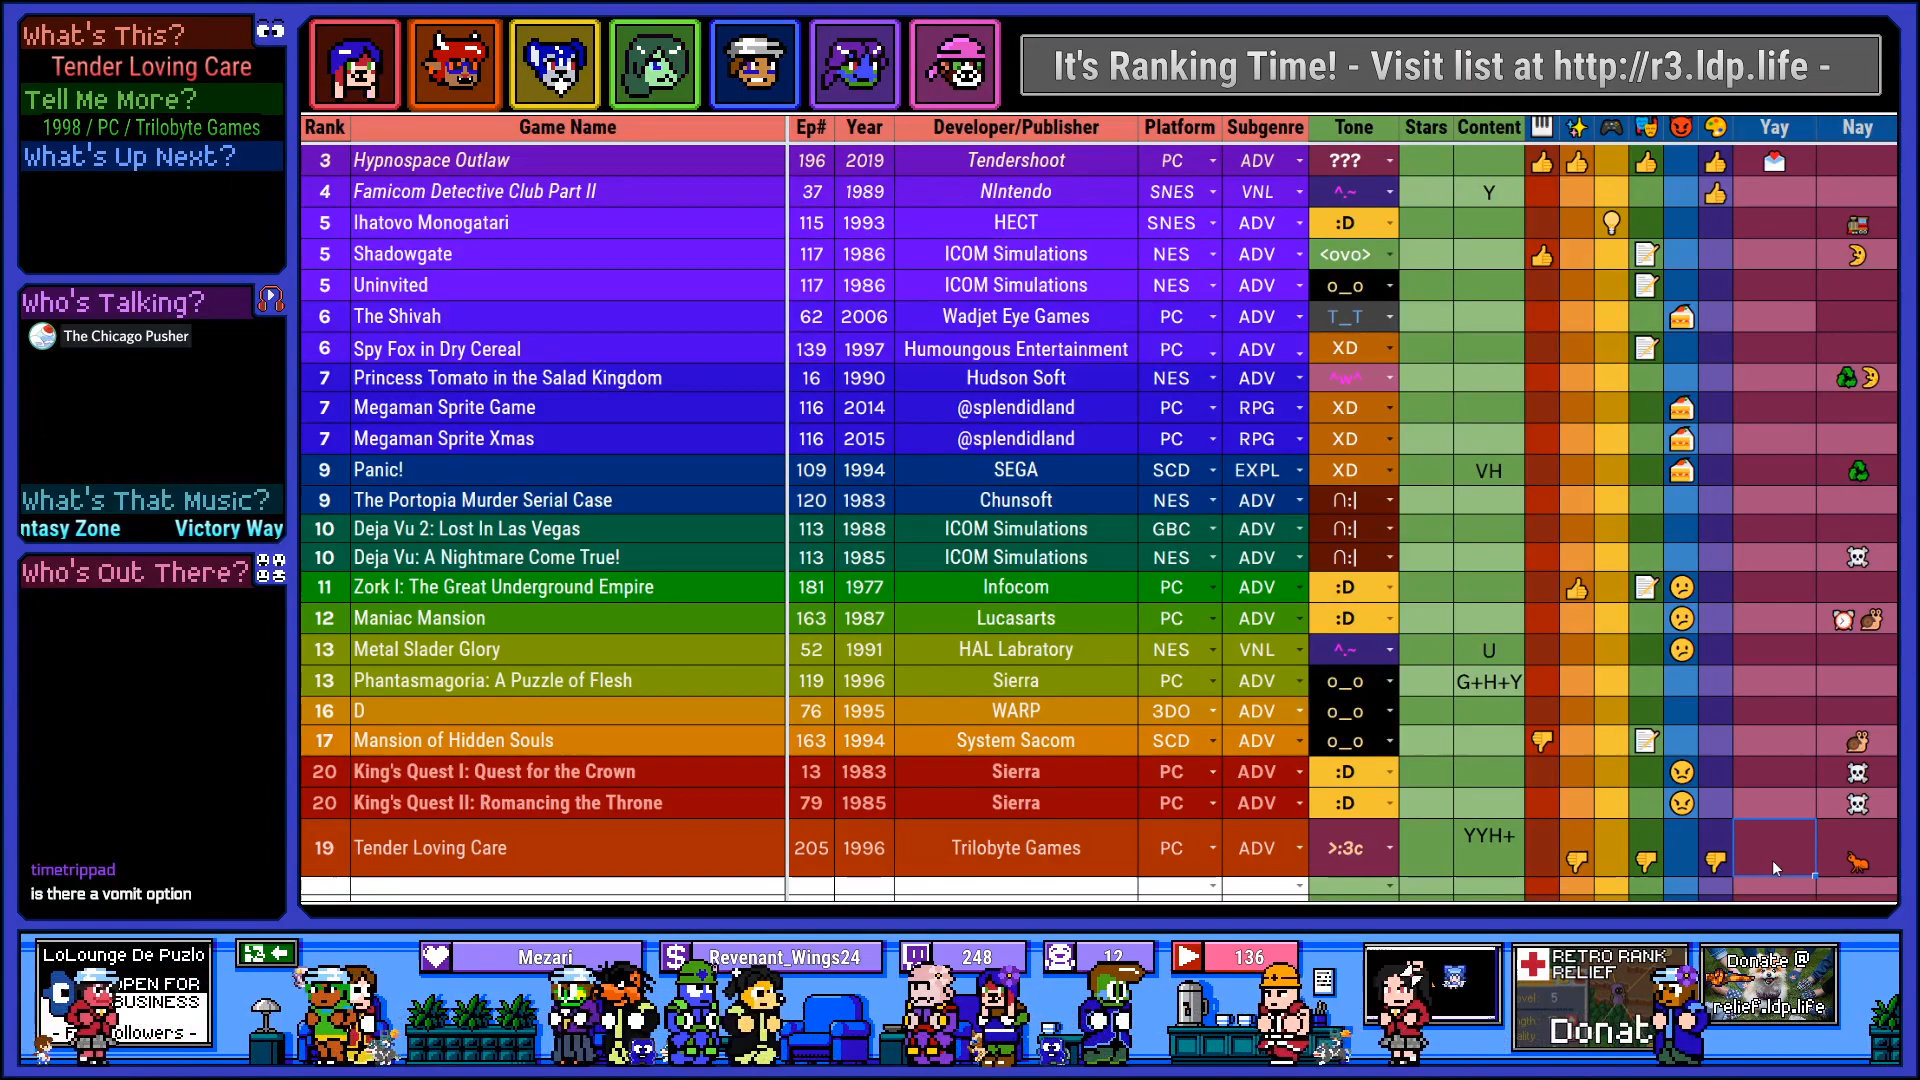 What's This?
Tender Loving Care
Tell Me More?
1998 / PC / Trilobyte Games
What's Up Next?
Who's Talking?
The Chicago Pusher
What's That Music?
ntasy Zone Victory Way
Who's Out There?
timetrippad
is there a vomit option
It's Ranking Time! - Visit list at http://r3.ldp.life -
Rank Game Name Ep# Year Developer/Publisher Platform Subgenre Tone Stars Content Yay Nay
3 Hypnospace Outlaw 196 2019 Tendershoot PC ADV ???
4 Famicom Detective Club Part II 37 1989 NIntendo SNES VNL ^.~ Y
5 Ihatovo Monogatari 115 1993 HECT SNES ADV :D
5 Shadowgate 117 1986 ICOM Simulations NES ADV <ovo>
5 Uninvited 117 1986 ICOM Simulations NES ADV o_o
6 The Shivah 62 2006 Wadjet Eye Games PC ADV T_T
6 Spy Fox in Dry Cereal 139 1997 Humoungous Entertainment PC ADV XD
7 Princess Tomato in the Salad Kingdom 16 1990 Hudson Soft NES ADV ^w^
7 Megaman Sprite Game 116 2014 @splendidland PC RPG XD
7 Megaman Sprite Xmas 116 2015 @splendidland PC RPG XD
9 Panic! 109 1994 SEGA SCD EXPL XD VH
9 The Portopia Murder Serial Case 120 1983 Chunsoft NES ADV ∩:|
10 Deja Vu 2: Lost In Las Vegas 113 1988 ICOM Simulations GBC ADV ∩:|
10 Deja Vu: A Nightmare Come True! 113 1985 ICOM Simulations NES ADV ∩:|
11 Zork I: The Great Underground Empire 181 1977 Infocom PC ADV :D
12 Maniac Mansion 163 1987 Lucasarts PC ADV :D
13 Metal Slader Glory 52 1991 HAL Labratory NES VNL ^.~ U
13 Phantasmagoria: A Puzzle of Flesh 119 1996 Sierra PC ADV o_o G+H+Y
16 D 76 1995 WARP 3DO ADV o_o
17 Mansion of Hidden Souls 163 1994 System Sacom SCD ADV o_o
20 King's Quest I: Quest for the Crown 13 1983 Sierra PC ADV :D
20 King's Quest II: Romancing the Throne 79 1985 Sierra PC ADV :D
19 Tender Loving Care 205 1996 Trilobyte Games PC ADV >:3c YYH+
LoLounge De Puzlo
OPEN FOR
BUSINESS
ollowers -
Mezari
Revenant_Wings24
248
12
136
RETRO RANK
RELIEF
5
Donat
Donate @
relief.ldp.life